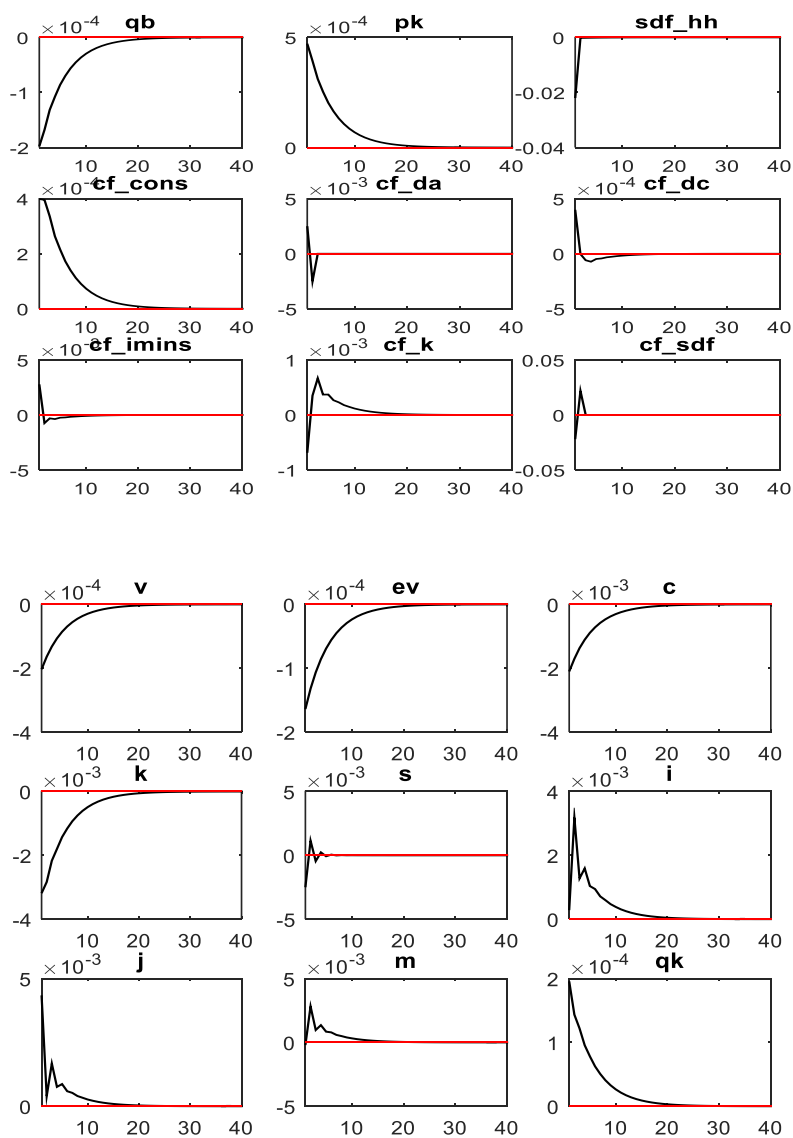 ×10⁻⁴ qb ×10⁻⁴ pk sdf_hh
0 5 0
-1 -0.02
-2 0 -0.04
10 20 30 40 10 20 30 40 10 20 30 40
×10⁻⁴ cf_cons ×10⁻³ cf_da ×10⁻⁴ cf_dc
4 5 5
2 0 0
0 -5 -5
10 20 30 40 10 20 30 40 10 20 30 40
cf_imins ×10⁻³ cf_k cf_sdf
5 1 0.05
0 0 0
-5 -1 -0.05
10 20 30 40 10 20 30 40 10 20 30 40
×10⁻⁴ v ×10⁻⁴ ev ×10⁻³ c
0 0 0
-2 -1 -2
-4 -2 -4
10 20 30 40 10 20 30 40 10 20 30 40
×10⁻³ k ×10⁻³ s ×10⁻³ i
0 5 4
-2 0 2
-4 -5 0
10 20 30 40 10 20 30 40 10 20 30 40
×10⁻³ j ×10⁻³ m ×10⁻⁴ qk
5 5 2
0 1
0 -5 0
10 20 30 40 10 20 30 40 10 20 30 40